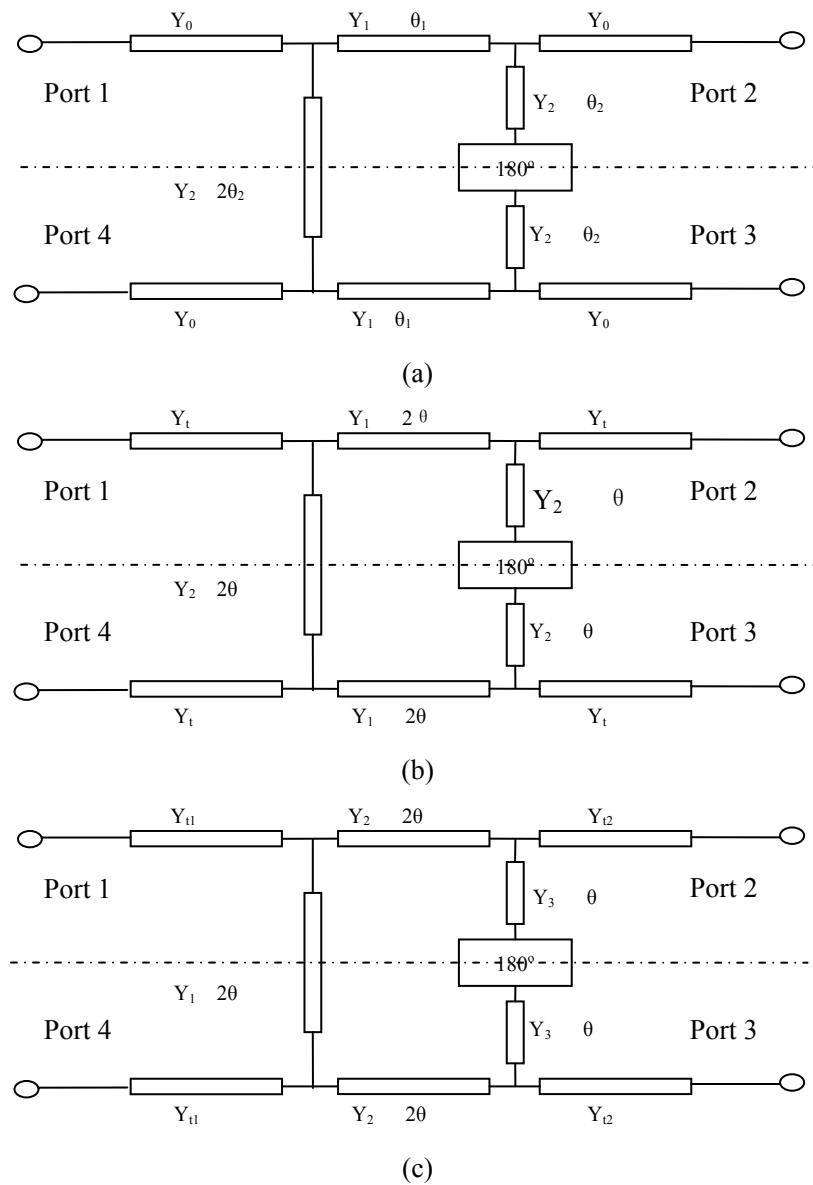 Y₀ Y₁ θ₁ Y₀
Port 1 Port 2
Y₂ θ₂
180º
Y₂ 2θ₂
Port 4 Port 3
Y₂ θ₂
Y₀ Y₁ θ₁ Y₀
(a)
Yₜ Y₁ 2 θ Yₜ
Port 1 Port 2
Y₂ θ
180º
Y₂ 2θ
Port 4 Port 3
Y₂ θ
Yₜ Y₁ 2θ Yₜ
(b)
Yₜ₁ Y₂ 2θ Yₜ₂
Port 1 Port 2
Y₃ θ
180º
Y₁ 2θ
Port 4 Port 3
Y₃ θ
Yₜ₁ Y₂ 2θ Yₜ₂
(c)